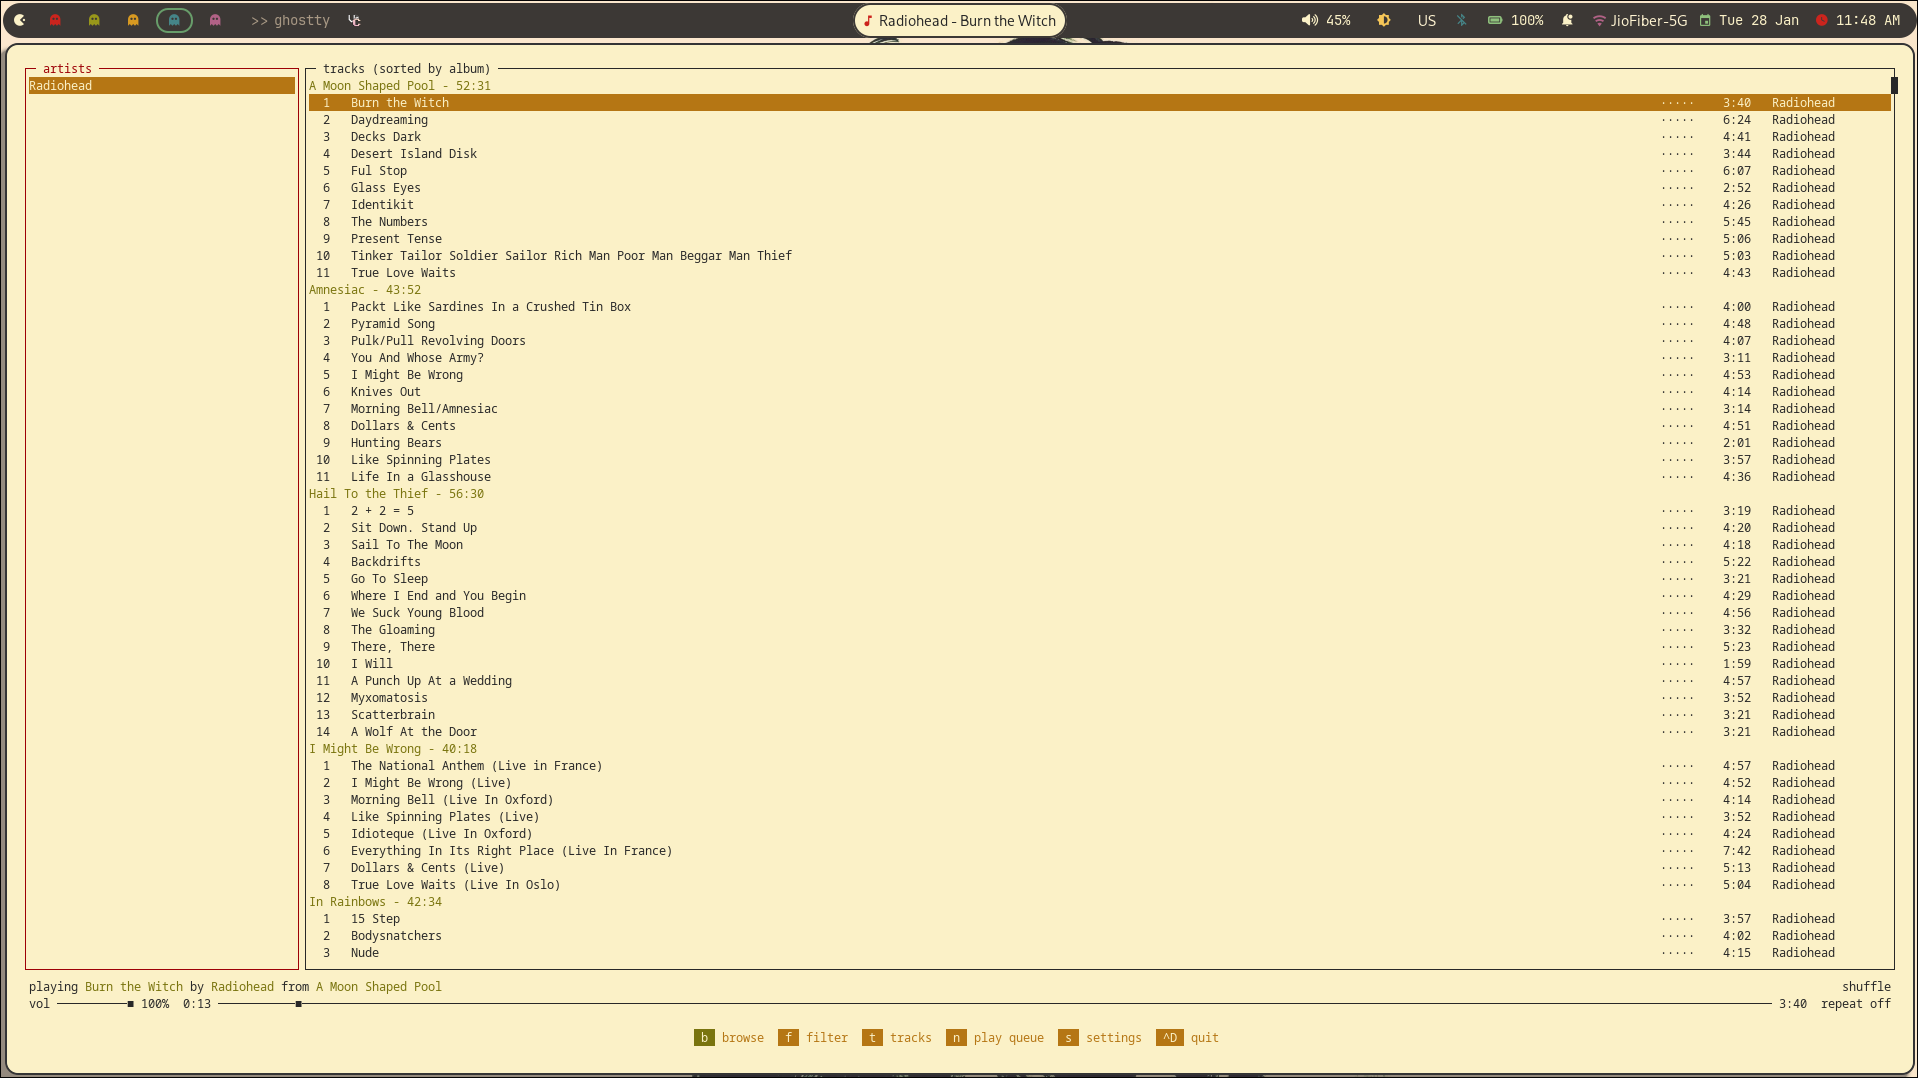 >> ghostty
Radiohead - Burn the Witch
45% US 100% JioFiber-5G Tue 28 Jan 11:48 AM
artists
Radiohead
tracks (sorted by album)
A Moon Shaped Pool - 52:31
1 Burn the Witch ····· 3:40 Radiohead
2 Daydreaming ····· 6:24 Radiohead
3 Decks Dark ····· 4:41 Radiohead
4 Desert Island Disk ····· 3:44 Radiohead
5 Ful Stop ····· 6:07 Radiohead
6 Glass Eyes ····· 2:52 Radiohead
7 Identikit ····· 4:26 Radiohead
8 The Numbers ····· 5:45 Radiohead
9 Present Tense ····· 5:06 Radiohead
10 Tinker Tailor Soldier Sailor Rich Man Poor Man Beggar Man Thief ····· 5:03 Radiohead
11 True Love Waits ····· 4:43 Radiohead
Amnesiac - 43:52
1 Packt Like Sardines In a Crushed Tin Box ····· 4:00 Radiohead
2 Pyramid Song ····· 4:48 Radiohead
3 Pulk/Pull Revolving Doors ····· 4:07 Radiohead
4 You And Whose Army? ····· 3:11 Radiohead
5 I Might Be Wrong ····· 4:53 Radiohead
6 Knives Out ····· 4:14 Radiohead
7 Morning Bell/Amnesiac ····· 3:14 Radiohead
8 Dollars & Cents ····· 4:51 Radiohead
9 Hunting Bears ····· 2:01 Radiohead
10 Like Spinning Plates ····· 3:57 Radiohead
11 Life In a Glasshouse ····· 4:36 Radiohead
Hail To the Thief - 56:30
1 2 + 2 = 5 ····· 3:19 Radiohead
2 Sit Down. Stand Up ····· 4:20 Radiohead
3 Sail To The Moon ····· 4:18 Radiohead
4 Backdrifts ····· 5:22 Radiohead
5 Go To Sleep ····· 3:21 Radiohead
6 Where I End and You Begin ····· 4:29 Radiohead
7 We Suck Young Blood ····· 4:56 Radiohead
8 The Gloaming ····· 3:32 Radiohead
9 There, There ····· 5:23 Radiohead
10 I Will ····· 1:59 Radiohead
11 A Punch Up At a Wedding ····· 4:57 Radiohead
12 Myxomatosis ····· 3:52 Radiohead
13 Scatterbrain ····· 3:21 Radiohead
14 A Wolf At the Door ····· 3:21 Radiohead
I Might Be Wrong - 40:18
1 The National Anthem (Live in France) ····· 4:57 Radiohead
2 I Might Be Wrong (Live) ····· 4:52 Radiohead
3 Morning Bell (Live In Oxford) ····· 4:14 Radiohead
4 Like Spinning Plates (Live) ····· 3:52 Radiohead
5 Idioteque (Live In Oxford) ····· 4:24 Radiohead
6 Everything In Its Right Place (Live In France) ····· 7:42 Radiohead
7 Dollars & Cents (Live) ····· 5:13 Radiohead
8 True Love Waits (Live In Oslo) ····· 5:04 Radiohead
In Rainbows - 42:34
1 15 Step ····· 3:57 Radiohead
2 Bodysnatchers ····· 4:02 Radiohead
3 Nude ····· 4:15 Radiohead
playing Burn the Witch by Radiohead from A Moon Shaped Pool shuffle
vol 100% 0:13 3:40 repeat off
b browse f filter t tracks n play queue s settings ^D quit